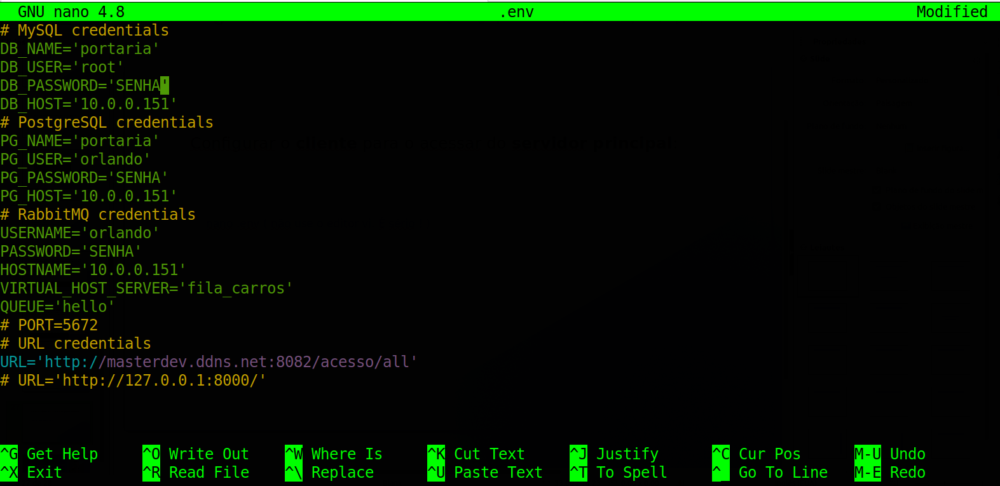 GNU nano 4.8 .env Modified
# MySQL credentials
DB_NAME='portaria'
DB_USER='root'
DB_PASSWORD='SENHA'
DB_HOST='10.0.0.151'
# PostgreSQL credentials
PG_NAME='portaria'
PG_USER='orlando'
PG_PASSWORD='SENHA'
PG_HOST='10.0.0.151'
# RabbitMQ credentials
USERNAME='orlando'
PASSWORD='SENHA'
HOSTNAME='10.0.0.151'
VIRTUAL_HOST_SERVER='fila_carros'
QUEUE='hello'
# PORT=5672
# URL credentials
URL='http://masterdev.ddns.net:8082/acesso/all'
# URL='http://127.0.0.1:8000/'
^G Get Help ^O Write Out ^W Where Is ^K Cut Text ^J Justify ^C Cur Pos M-U Undo
^X Exit ^R Read File ^\ Replace ^U Paste Text ^T To Spell ^_ Go To Line M-E Redo